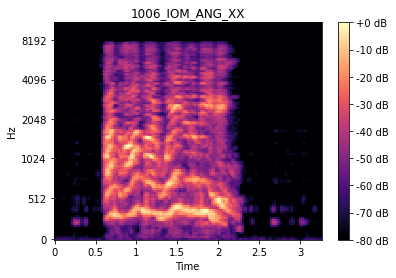 1006_IOM_ANG_XX
+0 dB
8192
-10 dB
4096
-20 dB
-30 dB
2048
Hz
-40 dB
1024
-50 dB
512
-60 dB
-70 dB
0
-80 dB
0 0.5 1 1.5 2 2.5 3
Time